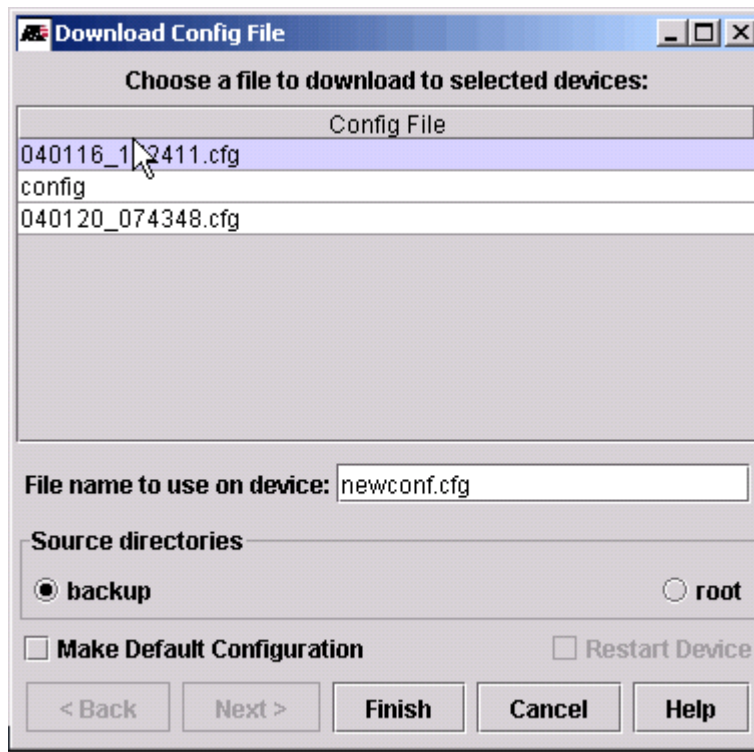 Download Config File
Choose a file to download to selected devices:
Config File
config
040120_074348.cfg
File name to use on device: newconf.cfg
Source directories
backup root
Make Default Configuration Restart Device
< Back Next > Finish Cancel Help